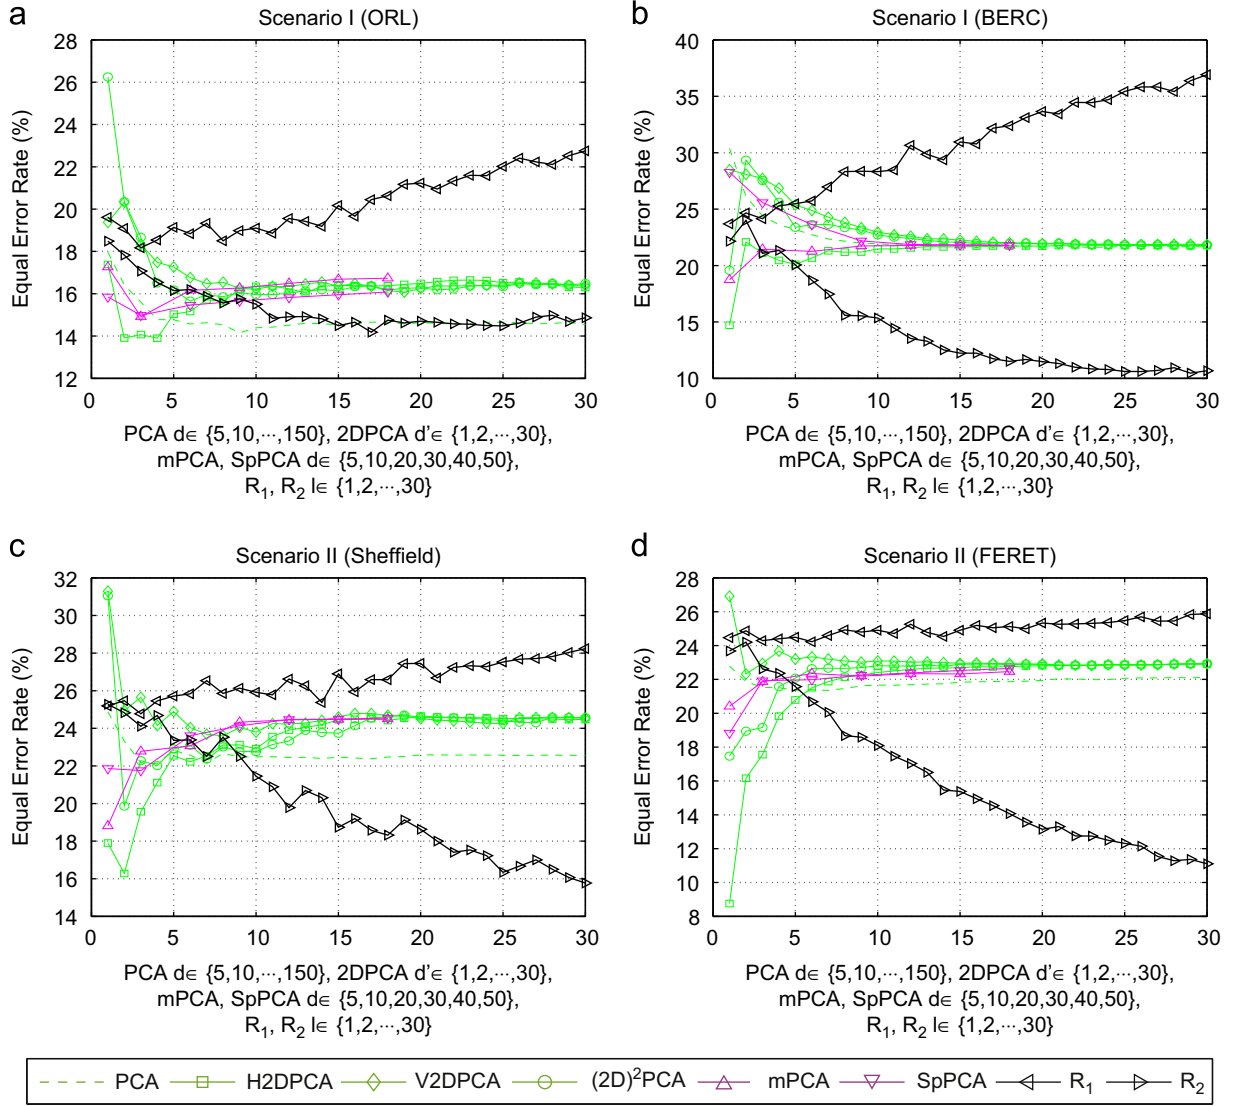 a
Scenario I (ORL)
28
26
24
22
20
18
16
14
12
Equal Error Rate (%)
0 5 10 15 20 25 30
PCA d∈ {5,10,···,150}, 2DPCA d'∈ {1,2,···,30},
mPCA, SpPCA d∈ {5,10,20,30,40,50},
R1, R2 l∈ {1,2,···,30}
b
Scenario I (BERC)
40
35
30
25
20
15
10
Equal Error Rate (%)
0 5 10 15 20 25 30
PCA d∈ {5,10,···,150}, 2DPCA d'∈ {1,2,···,30},
mPCA, SpPCA d∈ {5,10,20,30,40,50},
R1, R2 l∈ {1,2,···,30}
c
Scenario II (Sheffield)
32
30
28
26
24
22
20
18
16
14
Equal Error Rate (%)
0 5 10 15 20 25 30
PCA d∈ {5,10,···,150}, 2DPCA d'∈ {1,2,···,30},
mPCA, SpPCA d∈ {5,10,20,30,40,50},
R1, R2 l∈ {1,2,···,30}
d
Scenario II (FERET)
28
26
24
22
20
18
16
14
12
10
8
Equal Error Rate (%)
0 5 10 15 20 25 30
PCA d∈ {5,10,···,150}, 2DPCA d'∈ {1,2,···,30},
mPCA, SpPCA d∈ {5,10,20,30,40,50},
R1, R2 l∈ {1,2,···,30}
PCA H2DPCA V2DPCA (2D)²PCA mPCA SpPCA R1 R2